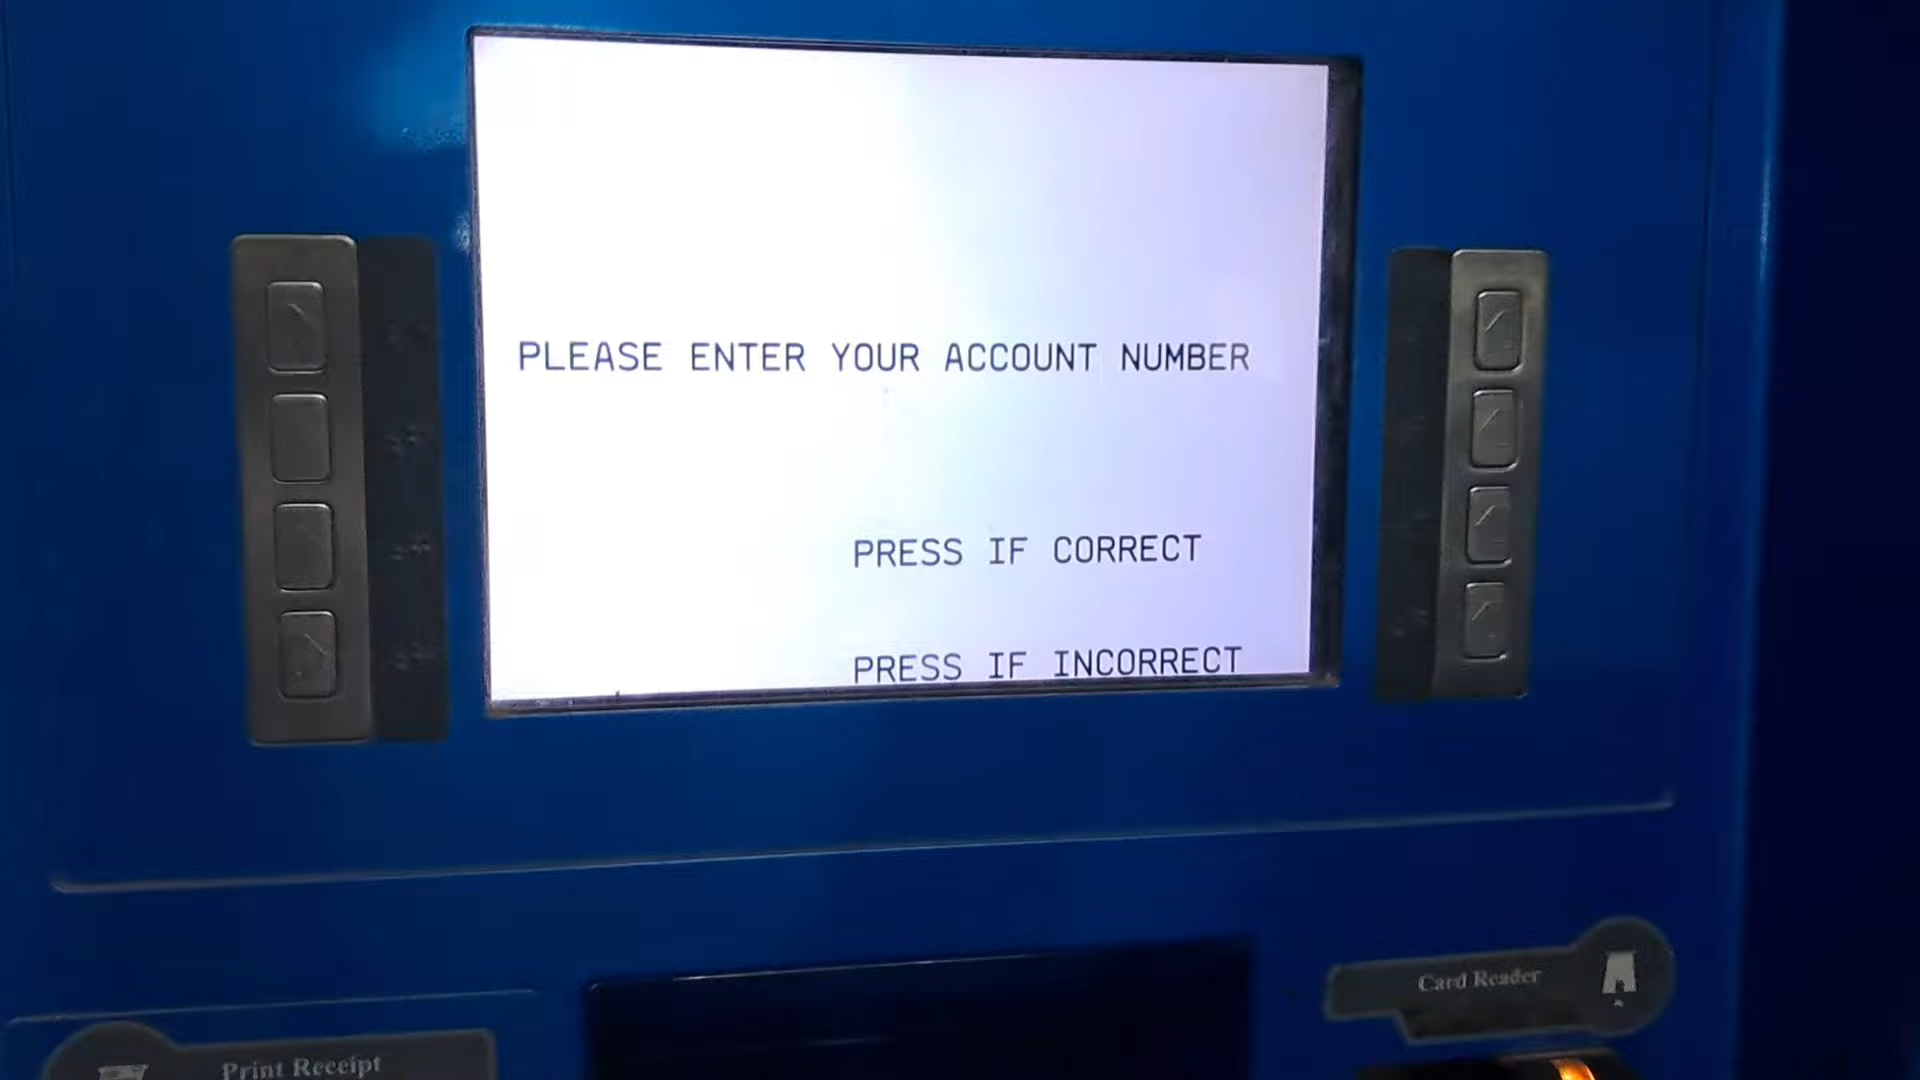 PLEASE ENTER YOUR ACCOUNT NUMBER
PRESS IF CORRECT
PRESS IF INCORRECT
Card Reader
Print Receipt